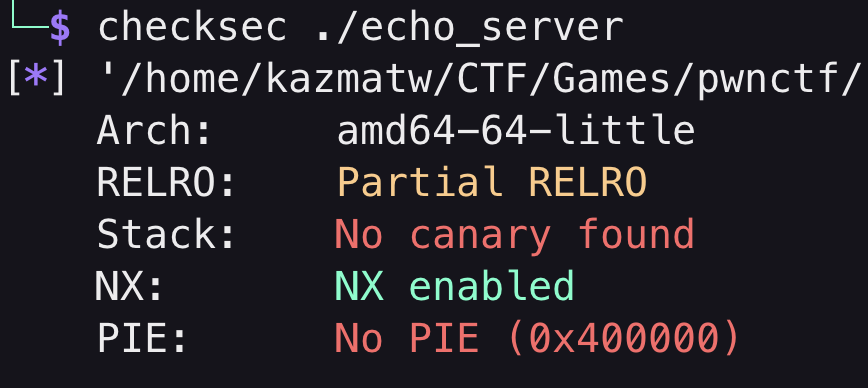 └─$ checksec ./echo_server
[*] '/home/kazmatw/CTF/Games/pwnctf/
Arch: amd64-64-little
RELRO: Partial RELRO
Stack: No canary found
NX: NX enabled
PIE: No PIE (0x400000)